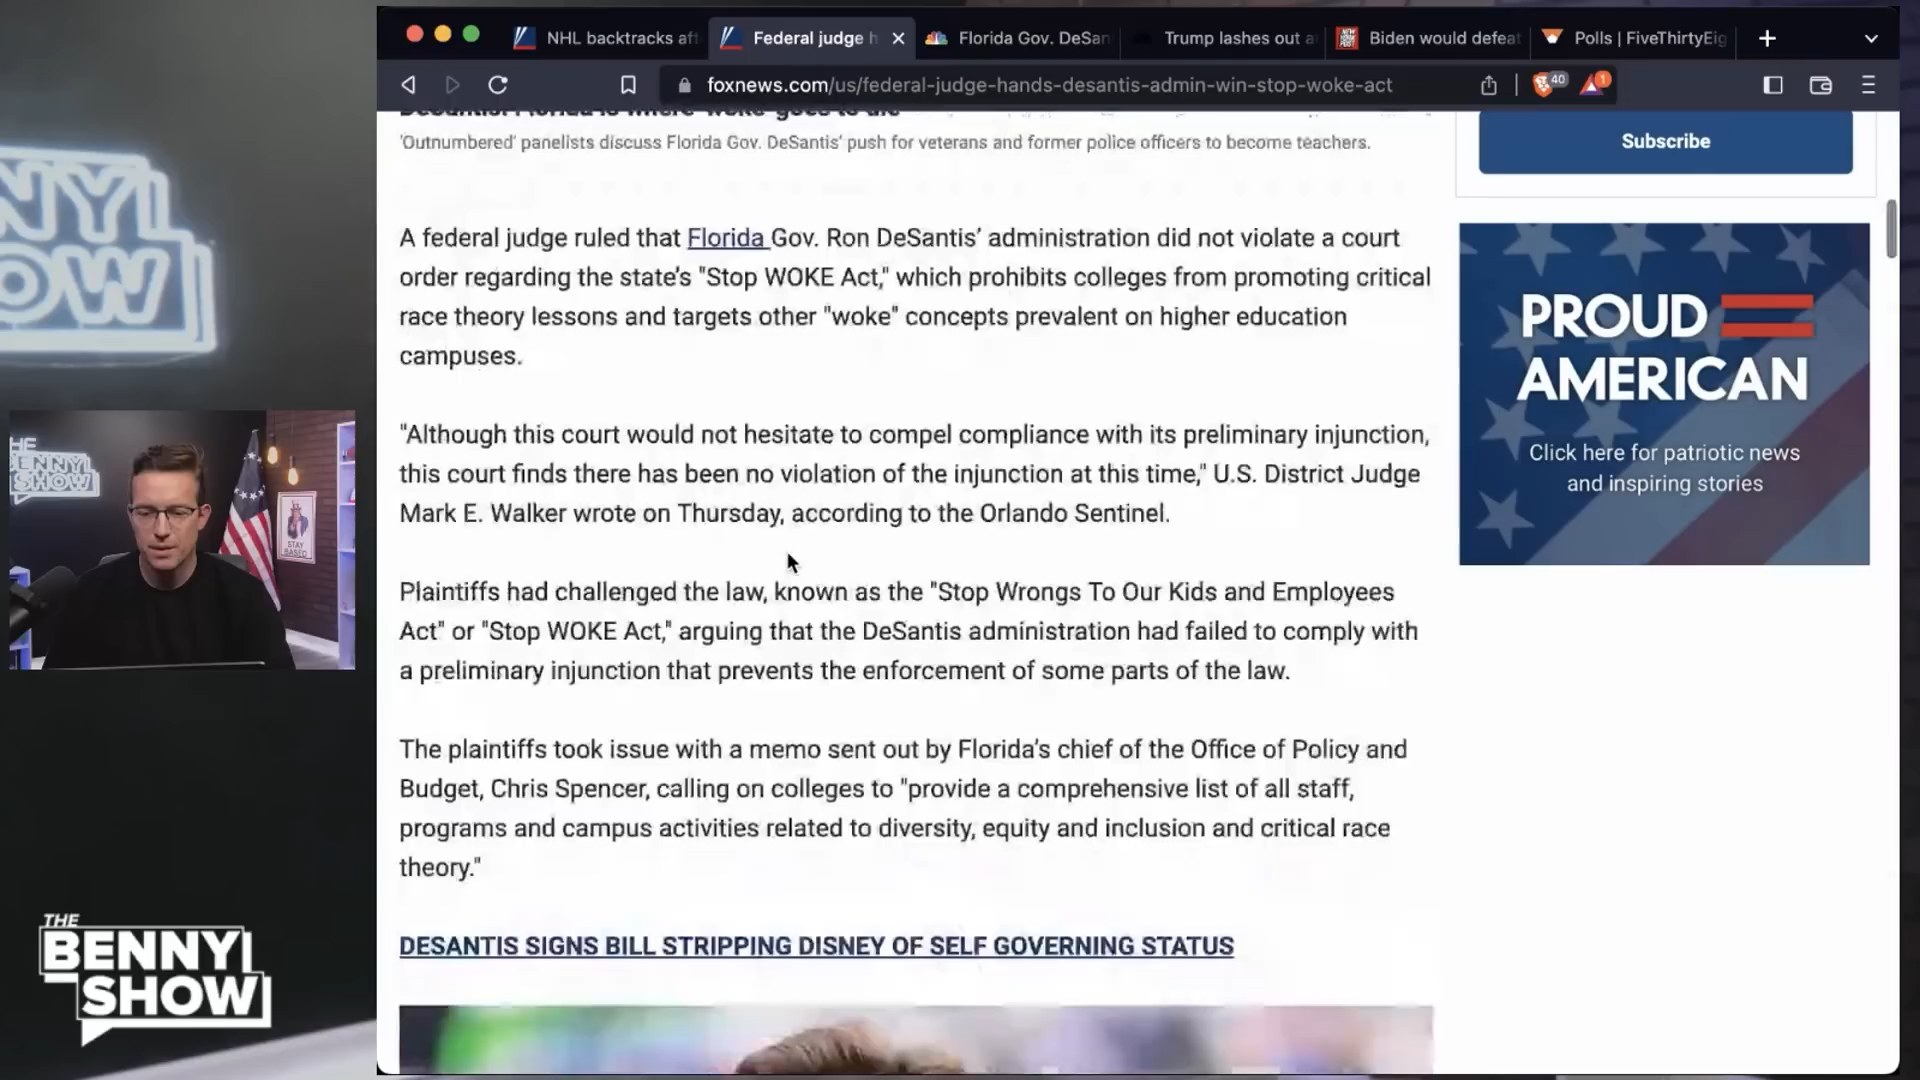 NHL backtracks aft
Federal judge h
Florida Gov. DeSan
Trump lashes out a
Biden would defeat
Polls | FiveThirtyEig
foxnews.com/us/federal-judge-hands-desantis-admin-win-stop-woke-act
40
1
'Outnumbered' panelists discuss Florida Gov. DeSantis' push for veterans and former police officers to become teachers.
A federal judge ruled that Florida Gov. Ron DeSantis' administration did not violate a court
order regarding the state's "Stop WOKE Act," which prohibits colleges from promoting critical
race theory lessons and targets other "woke" concepts prevalent on higher education
campuses.
"Although this court would not hesitate to compel compliance with its preliminary injunction,
this court finds there has been no violation of the injunction at this time," U.S. District Judge
Mark E. Walker wrote on Thursday, according to the Orlando Sentinel.
Plaintiffs had challenged the law, known as the "Stop Wrongs To Our Kids and Employees
Act" or "Stop WOKE Act," arguing that the DeSantis administration had failed to comply with
a preliminary injunction that prevents the enforcement of some parts of the law.
The plaintiffs took issue with a memo sent out by Florida's chief of the Office of Policy and
Budget, Chris Spencer, calling on colleges to "provide a comprehensive list of all staff,
programs and campus activities related to diversity, equity and inclusion and critical race
theory."
DESANTIS SIGNS BILL STRIPPING DISNEY OF SELF GOVERNING STATUS
Subscribe
PROUD
AMERICAN
Click here for patriotic news
and inspiring stories
NY
OW
HE
BENNY
SHOW
STAY
BASED
THE
BENNY
SHOW